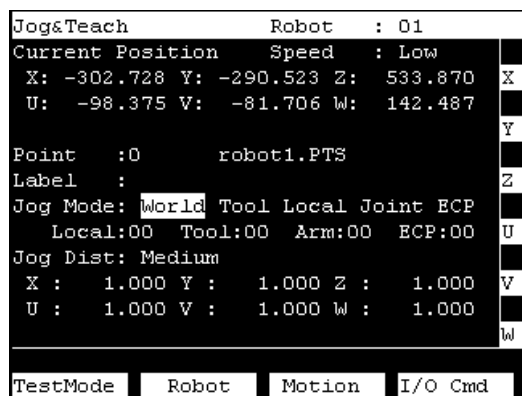 Jog&Teach Robot : 01
Current Position Speed : Low
X: -302.728 Y: -290.523 Z: 533.870 X
U: -98.375 V: -81.706 W: 142.487
Y
Point :0 robot1.PTS
Label : Z
Jog Mode: World Tool Local Joint ECP
Local:00 Tool:00 Arm:00 ECP:00 U
Jog Dist: Medium
X : 1.000 Y : 1.000 Z : 1.000 V
U : 1.000 V : 1.000 W : 1.000
W
TestMode Robot Motion I/O Cmd